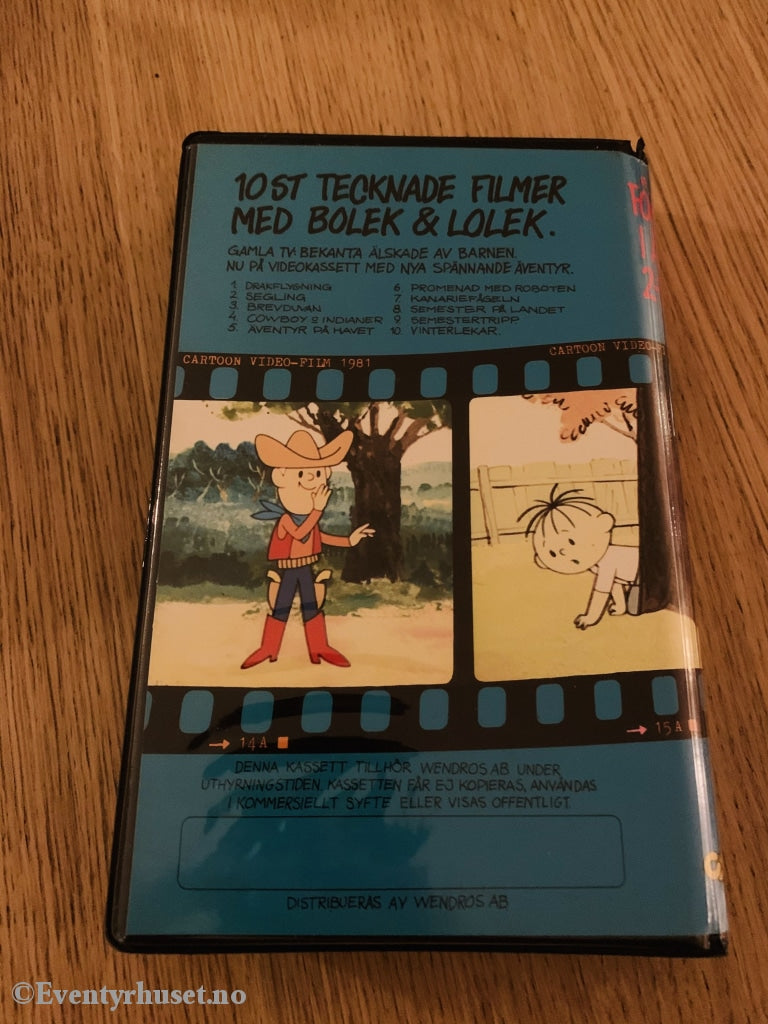 10 ST TECKNADE FILMER
MED BOLEK & LOLEK.
GAMLA TV-BEKANTA ÄLSKADE AV BARNEN.
NU PÅ VIDEOKASSETT MED NYA SPÄNNANDE ÄVENTYR.
1. DRAKFLYGNING
2 SEGLING
3. BREVDUVAN
4. COWBOY & INDIANER
5. ÄVENTYR PÅ HAVET
6 PROMENAD MED ROBOTEN
7 KANARIEFÅGELN
8. SEMESTER PÅ LANDET
9 SEMESTERTRIPP
10. VINTERLEKAR.
CARTOON VIDEO-FILM 1981
CARTOON VIDEO-F
14A
15A
DENNA KASSETT TILLHÖR WENDROS AB UNDER
UTHYRNINGSTIDEN. KASSETTEN FÅR EJ KOPIERAS, ANVÄNDAS
I KOMMERSIELLT SYFTE ELLER VISAS OFFENTLIGT.
DISTRIBUERAS AV WENDROS AB
©Eventyrhuset.no